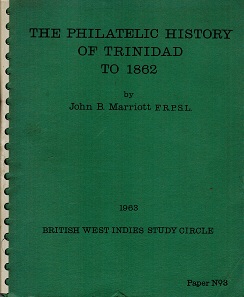 THE PHILATELIC HISTORY
OF TRINIDAD
TO 1862
by
John B. Marriott F.R.P.S.L.
1963
BRITISH WEST INDIES STUDY CIRCLE
Paper Nº3